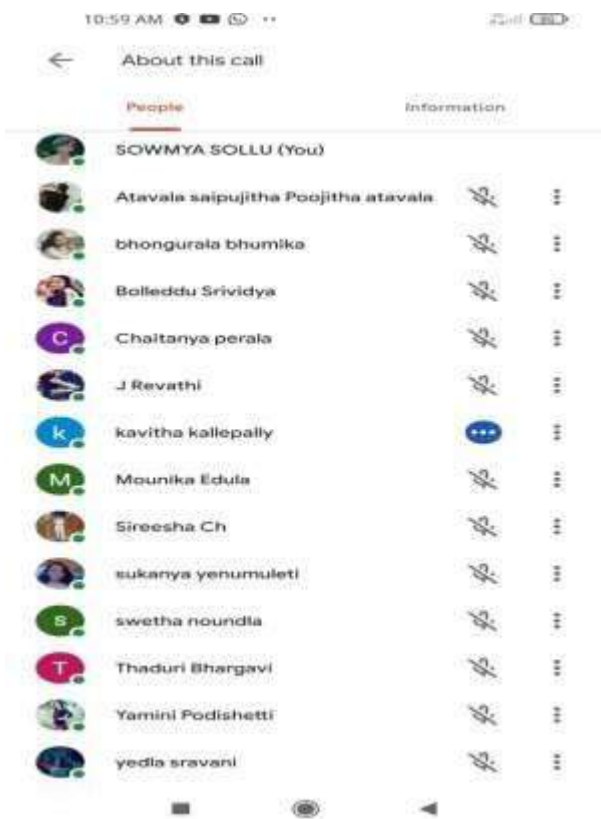 10:59 AM
About this call
People Information
SOWMYA SOLLU (You)
Atavala saipujitha Poojitha atavala
bhongurala bhumika
Bolleddu Srividya
C Chaitanya perala
J Revathi
k kavitha kallepally
M Mounika Edula
Sireesha Ch
sukanya yenumuleti
s swetha noundla
T Thaduri Bhargavi
Yamini Podishetti
yedla sravani